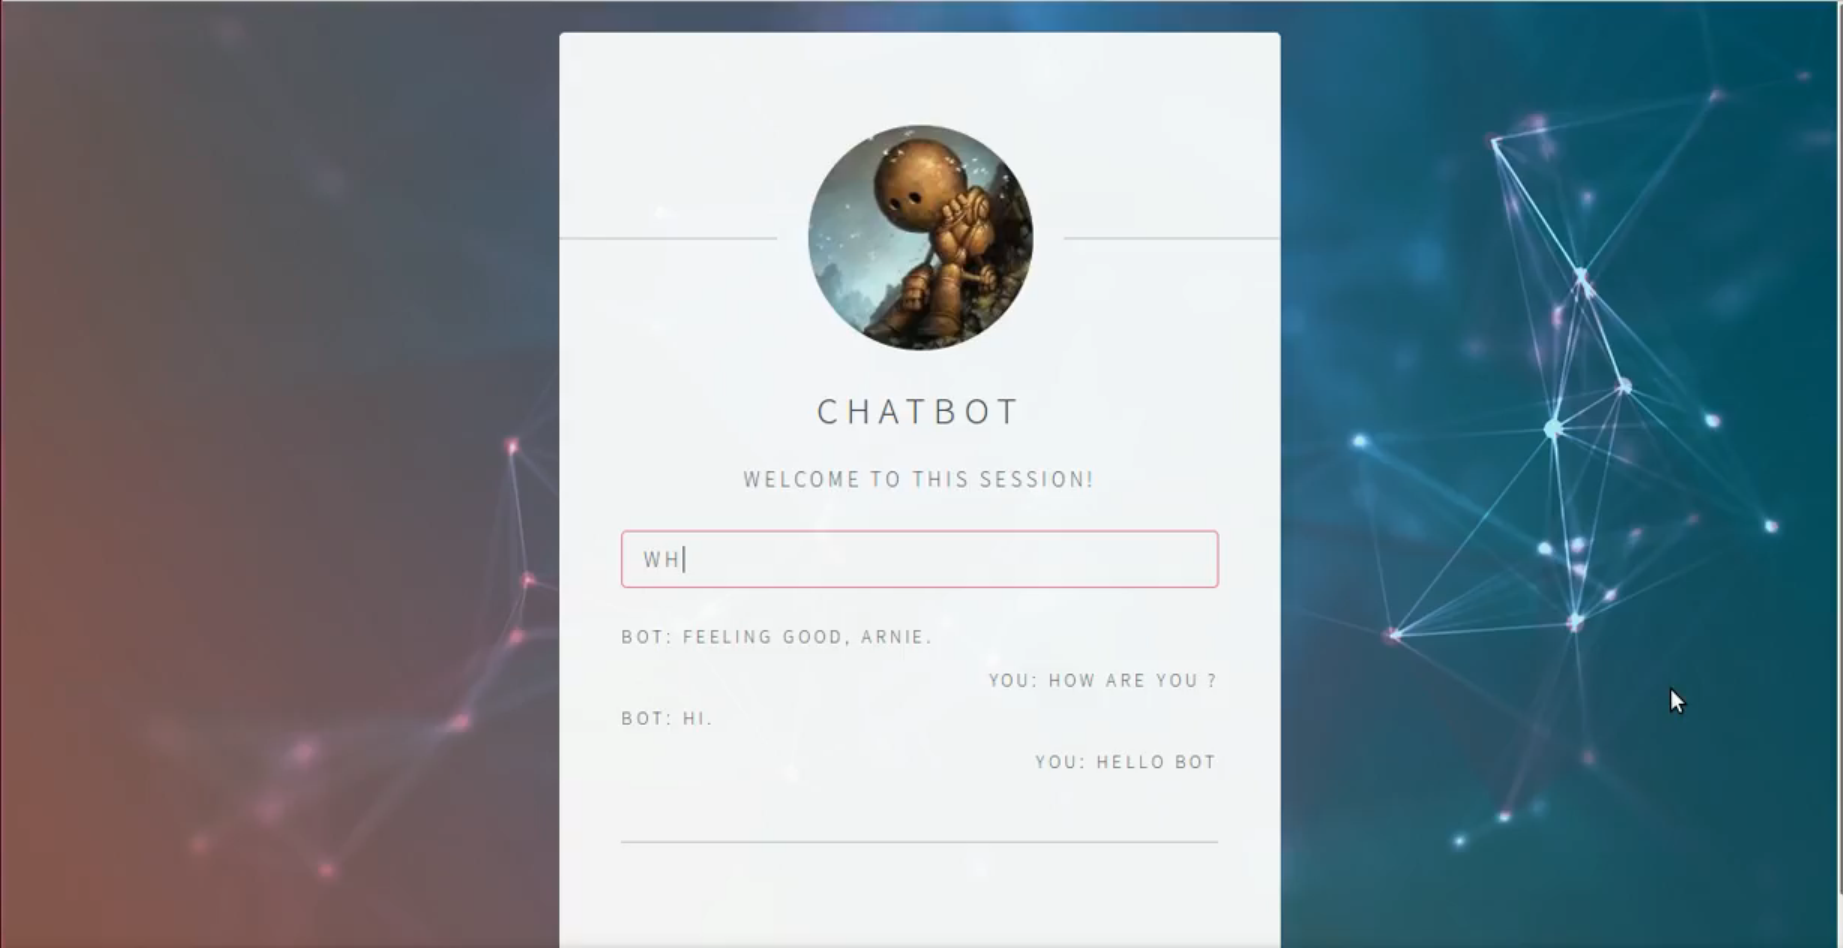 CHATBOT
WELCOME TO THIS SESSION!
WH
BOT: FEELING GOOD, ARNIE.
YOU: HOW ARE YOU ?
BOT: HI.
YOU: HELLO BOT